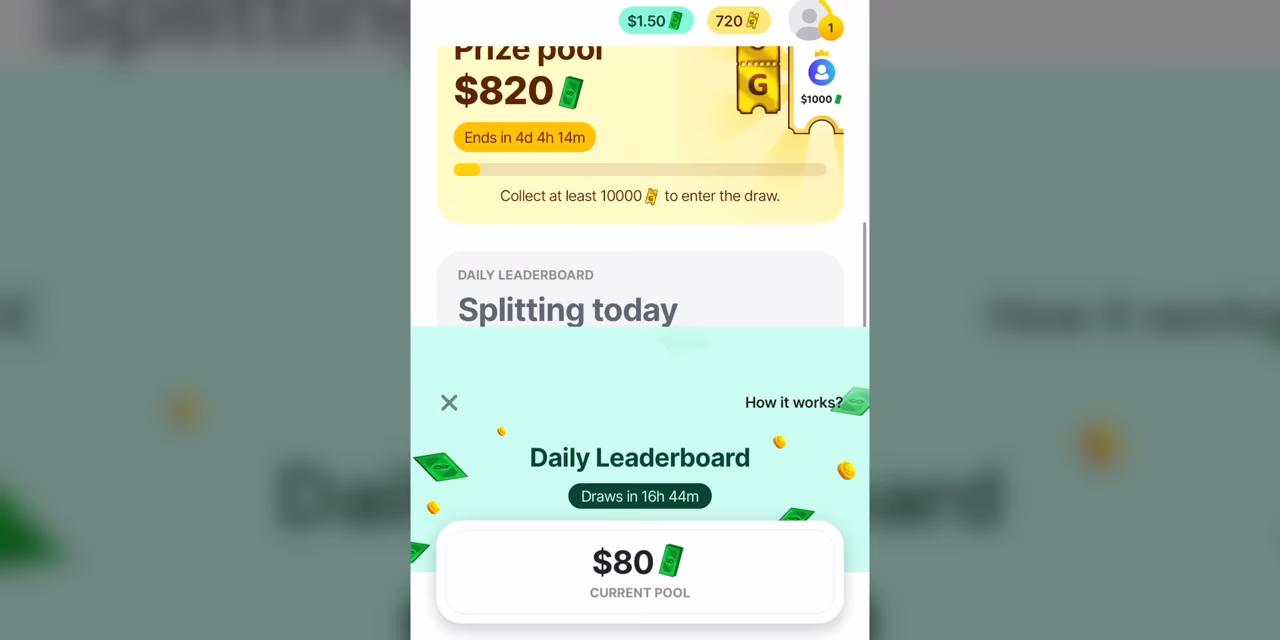 $1.50
720
1
Prize pool
$820
G
$1000
Ends in 4d 4h 14m
Collect at least 10000 to enter the draw.
DAILY LEADERBOARD
Splitting today
How it works?
Daily Leaderboard
Draws in 16h 44m
$80
CURRENT POOL